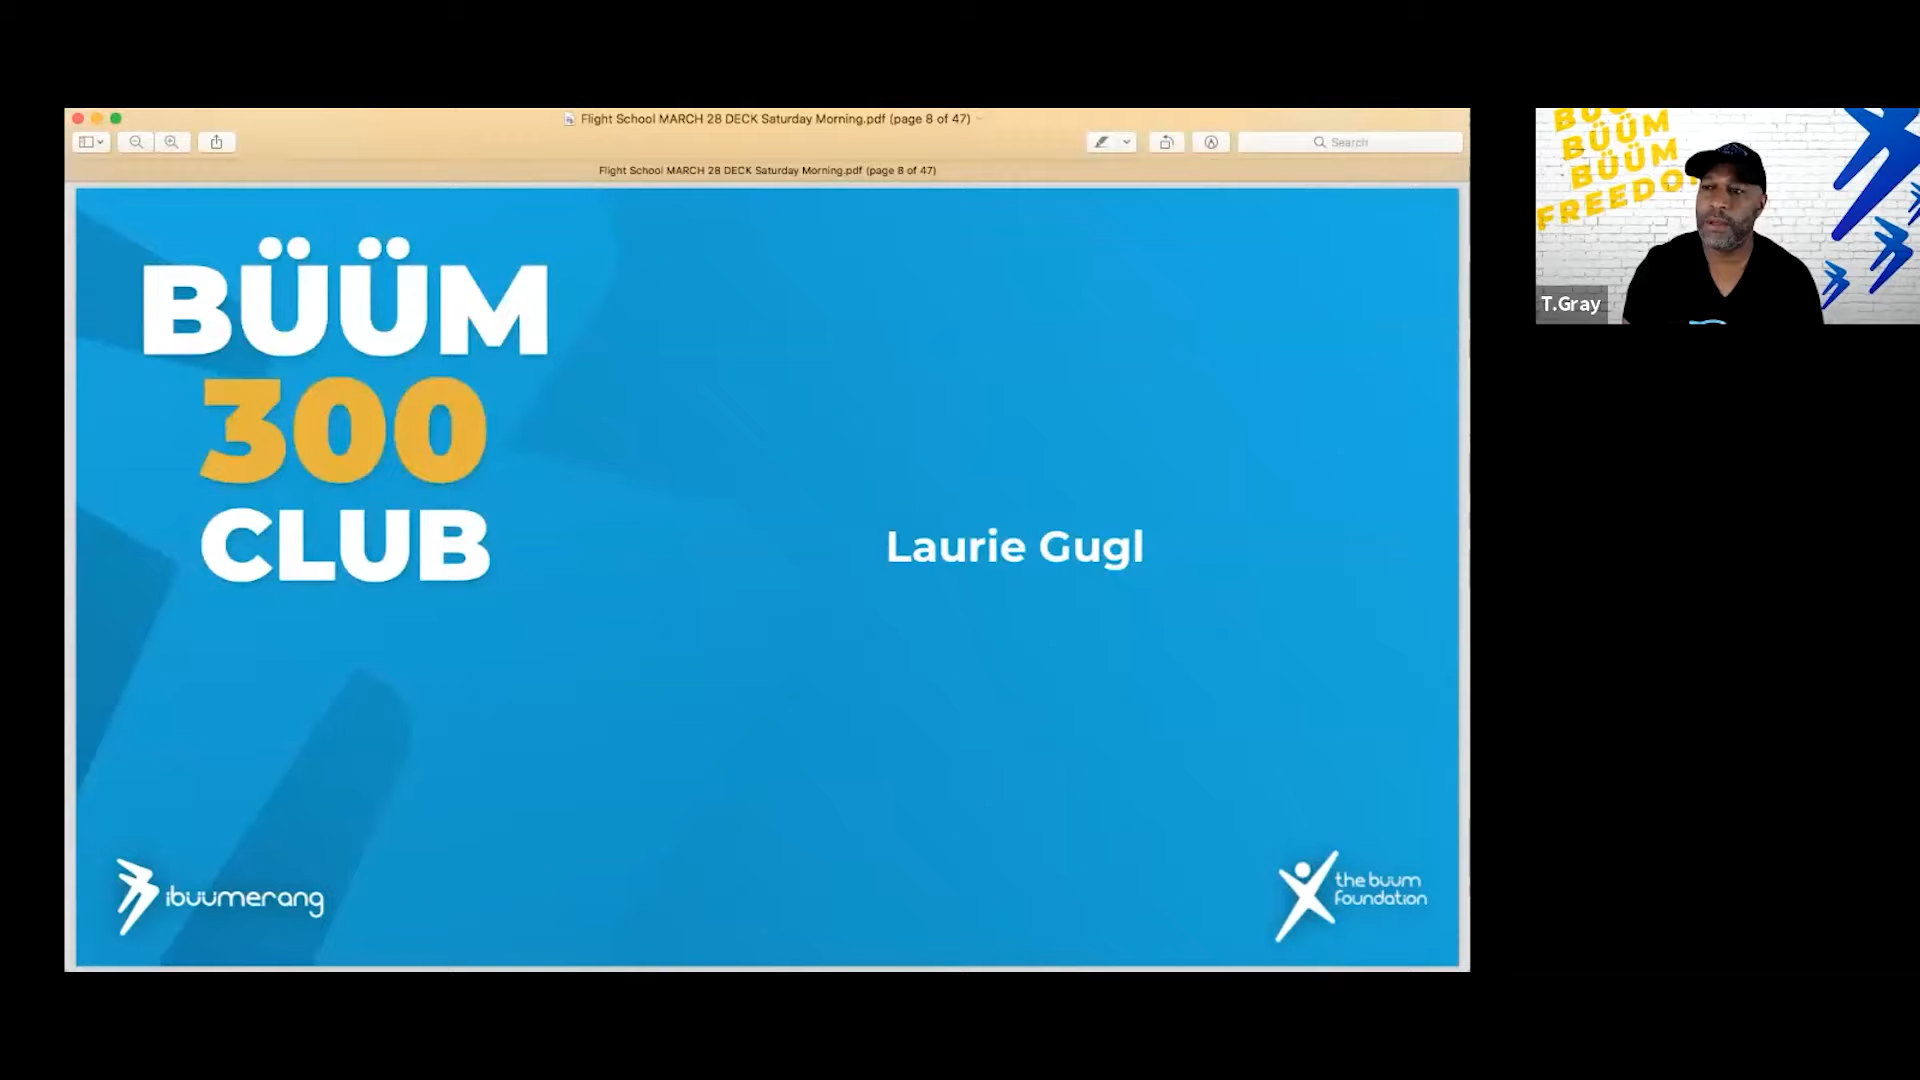 Flight School MARCH 28 DECK Saturday Morning.pdf (page 8 of 47)
Search
Flight School MARCH 28 DECK Saturday Morning.pdf (page 8 of 47)
BÜÜM
300
CLUB
Laurie Gugl
ibuumerang
the buum
foundation
BÜÜM
BÜÜM
T.Gray